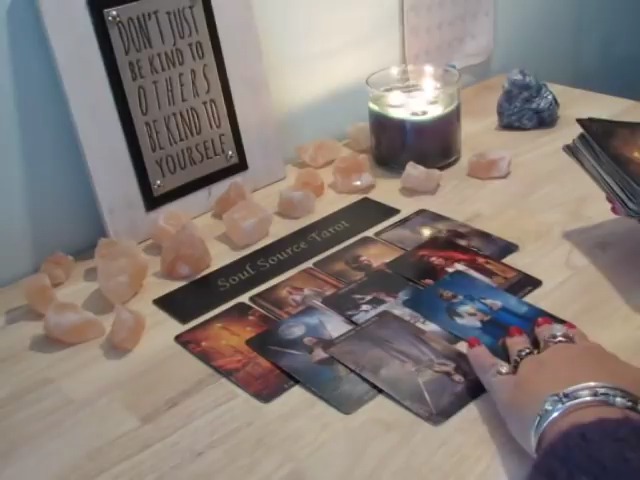 DON'T JUST
BE KIND TO
OTHERS
BE KIND TO
YOURSELF
Soul Source Tarot